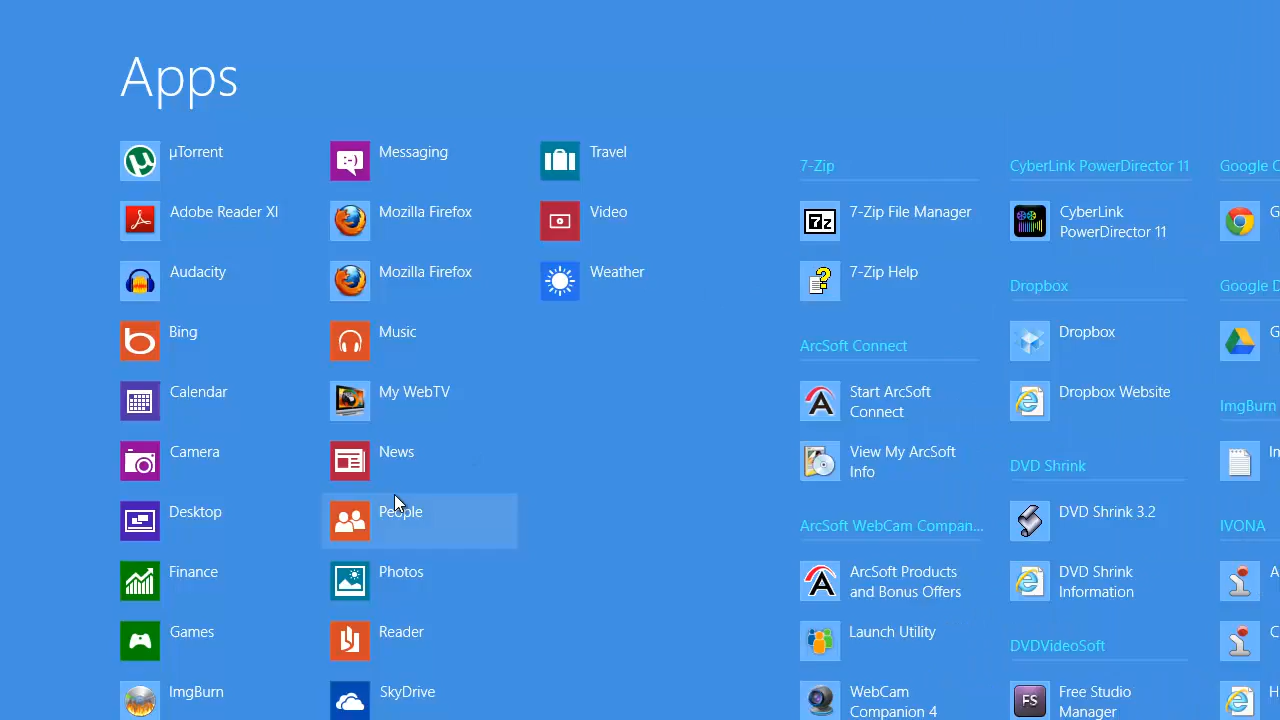 Apps
µTorrent
Adobe Reader XI
Audacity
Bing
Calendar
Camera
Desktop
Finance
Games
ImgBurn
Messaging
Mozilla Firefox
Mozilla Firefox
Music
My WebTV
News
People
Photos
Reader
SkyDrive
Travel
Video
Weather
7-Zip
7-Zip File Manager
7-Zip Help
ArcSoft Connect
Start ArcSoft
Connect
View My ArcSoft
Info
ArcSoft WebCam Compan...
ArcSoft Products
and Bonus Offers
Launch Utility
WebCam
Companion 4
CyberLink PowerDirector 11
CyberLink
PowerDirector 11
Dropbox
Dropbox
Dropbox Website
DVD Shrink
DVD Shrink 3.2
DVD Shrink
Information
DVDVideoSoft
Free Studio
Manager
Google C
G
Google D
G
ImgBurn
In
IVONA
A
C
H